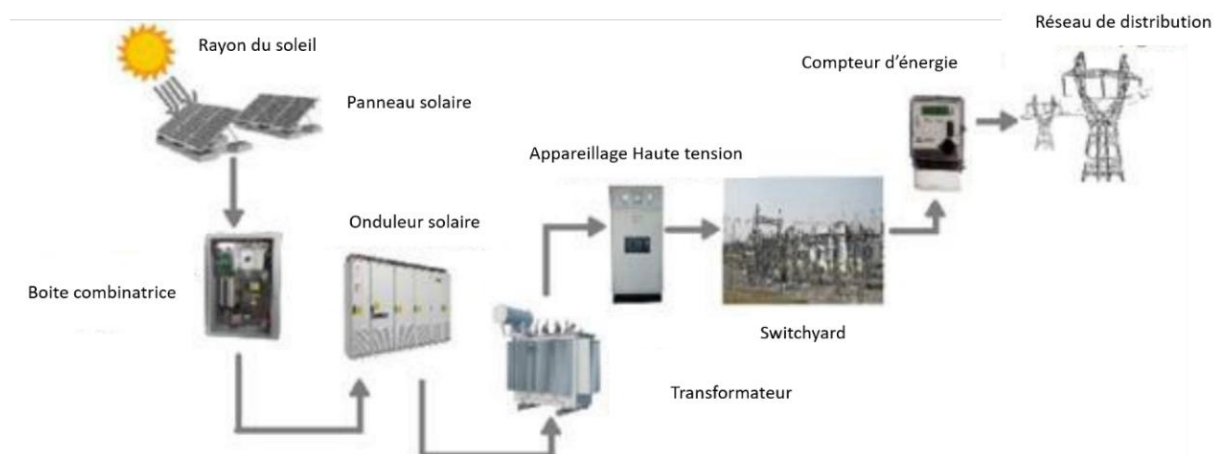 Réseau de distribution
Rayon du soleil
Compteur d’énergie
Panneau solaire
Appareillage Haute tension
Onduleur solaire
Boite combinatrice
Switchyard
Transformateur